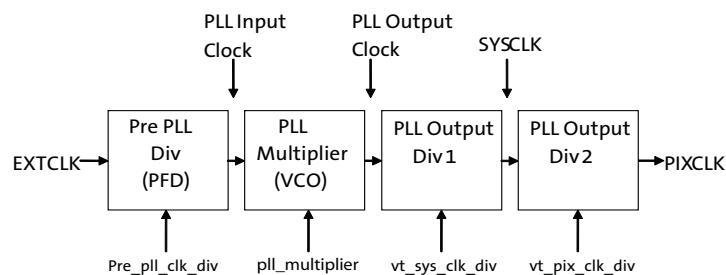 PLL Input
Clock
PLL Output
Clock
SYSCLK
EXTCLK
Pre PLL
Div
(PFD)
PLL
Multiplier
(VCO)
PLL Output
Div 1
PLL Output
Div 2
PIXCLK
Pre_pll_clk_div
pll_multiplier
vt_sys_clk_div
vt_pix_clk_div